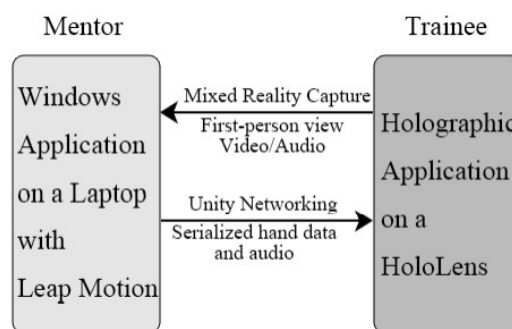 Mentor
Trainee
Windows
Application
on a Laptop
with
Leap Motion
Mixed Reality Capture
First-person view
Video/Audio
Unity Networking
Serialized hand data
and audio
Holographic
Application
on a
HoloLens